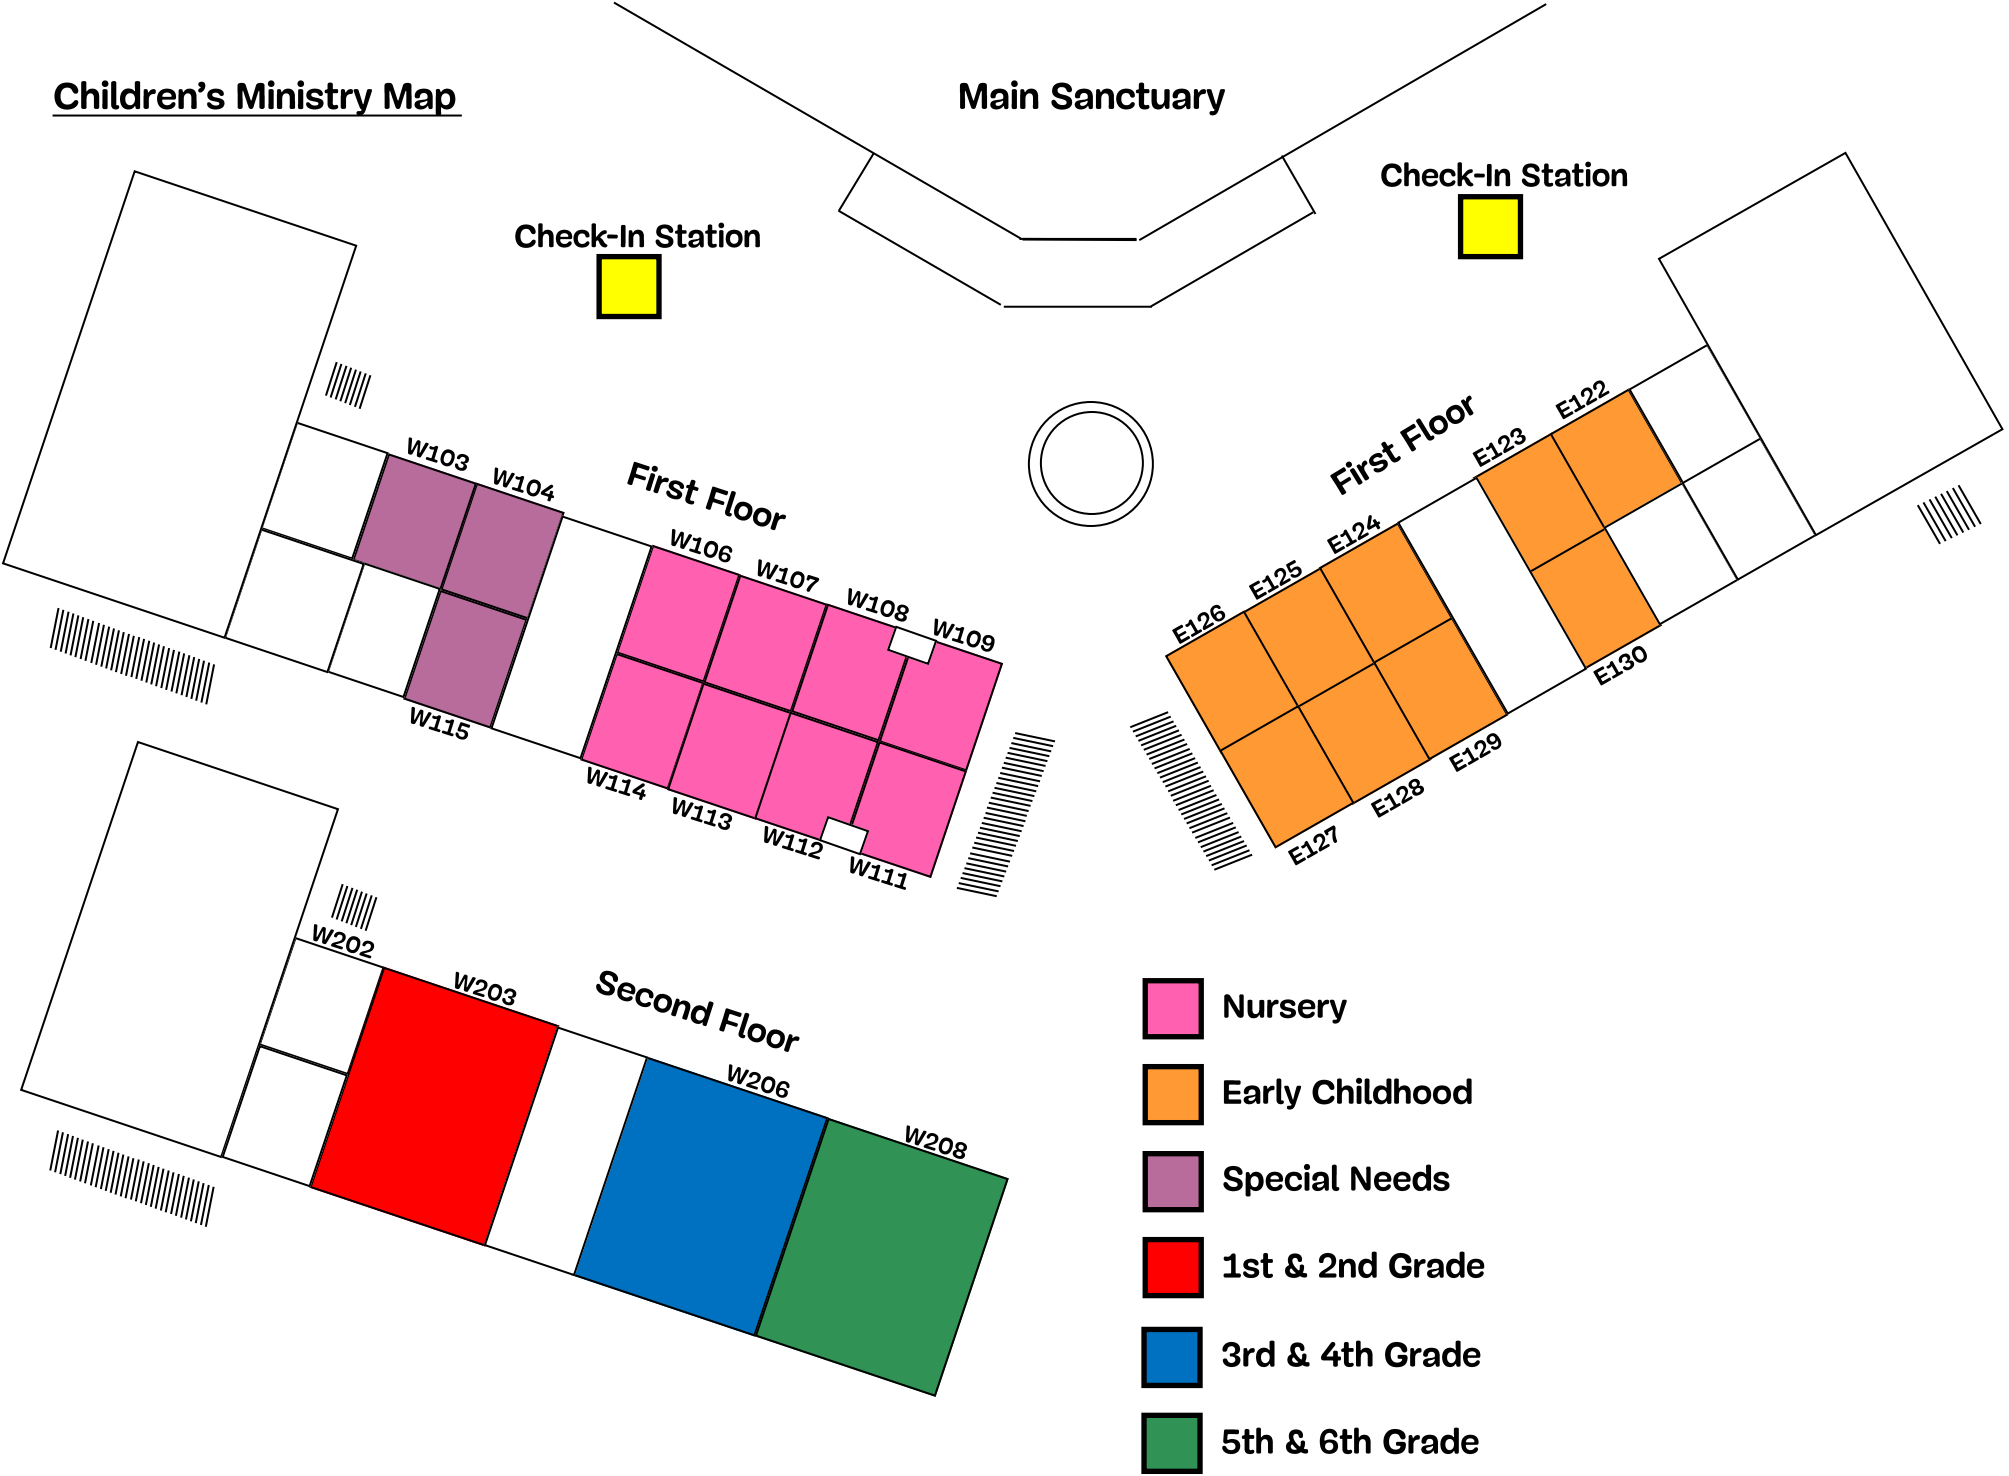 Children's Ministry Map
Main Sanctuary
Check-In Station
Check-In Station
First Floor
W103
W104
W106
W107
W108
W109
W115
W114
W113
W112
W111
First Floor
E122
E123
E124
E125
E126
E130
E129
E128
E127
Second Floor
W202
W203
W206
W208
Nursery
Early Childhood
Special Needs
1st & 2nd Grade
3rd & 4th Grade
5th & 6th Grade